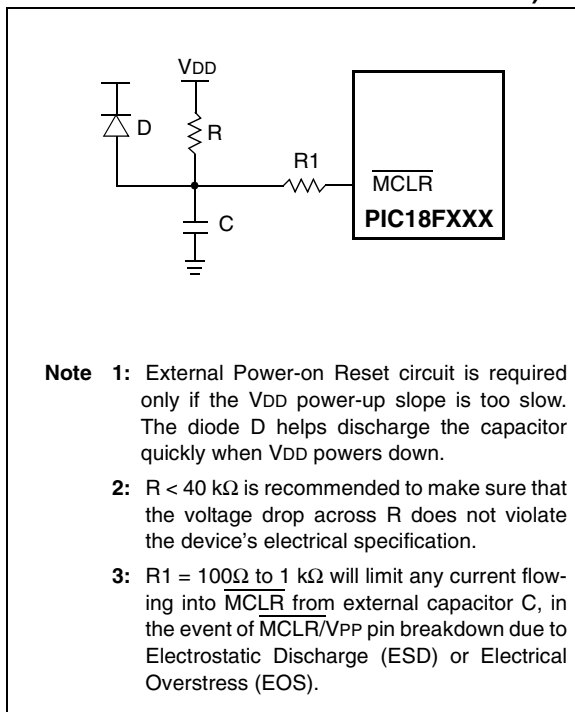 VDD
D
R
R1
MCLR
PIC18FXXX
C
Note 1: External Power-on Reset circuit is required
only if the VDD power-up slope is too slow.
The diode D helps discharge the capacitor
quickly when VDD powers down.
2: R < 40 kΩ is recommended to make sure that
the voltage drop across R does not violate
the device's electrical specification.
3: R1 = 100Ω to 1 kΩ will limit any current flow-
ing into MCLR from external capacitor C, in
the event of MCLR/VPP pin breakdown due to
Electrostatic Discharge (ESD) or Electrical
Overstress (EOS).